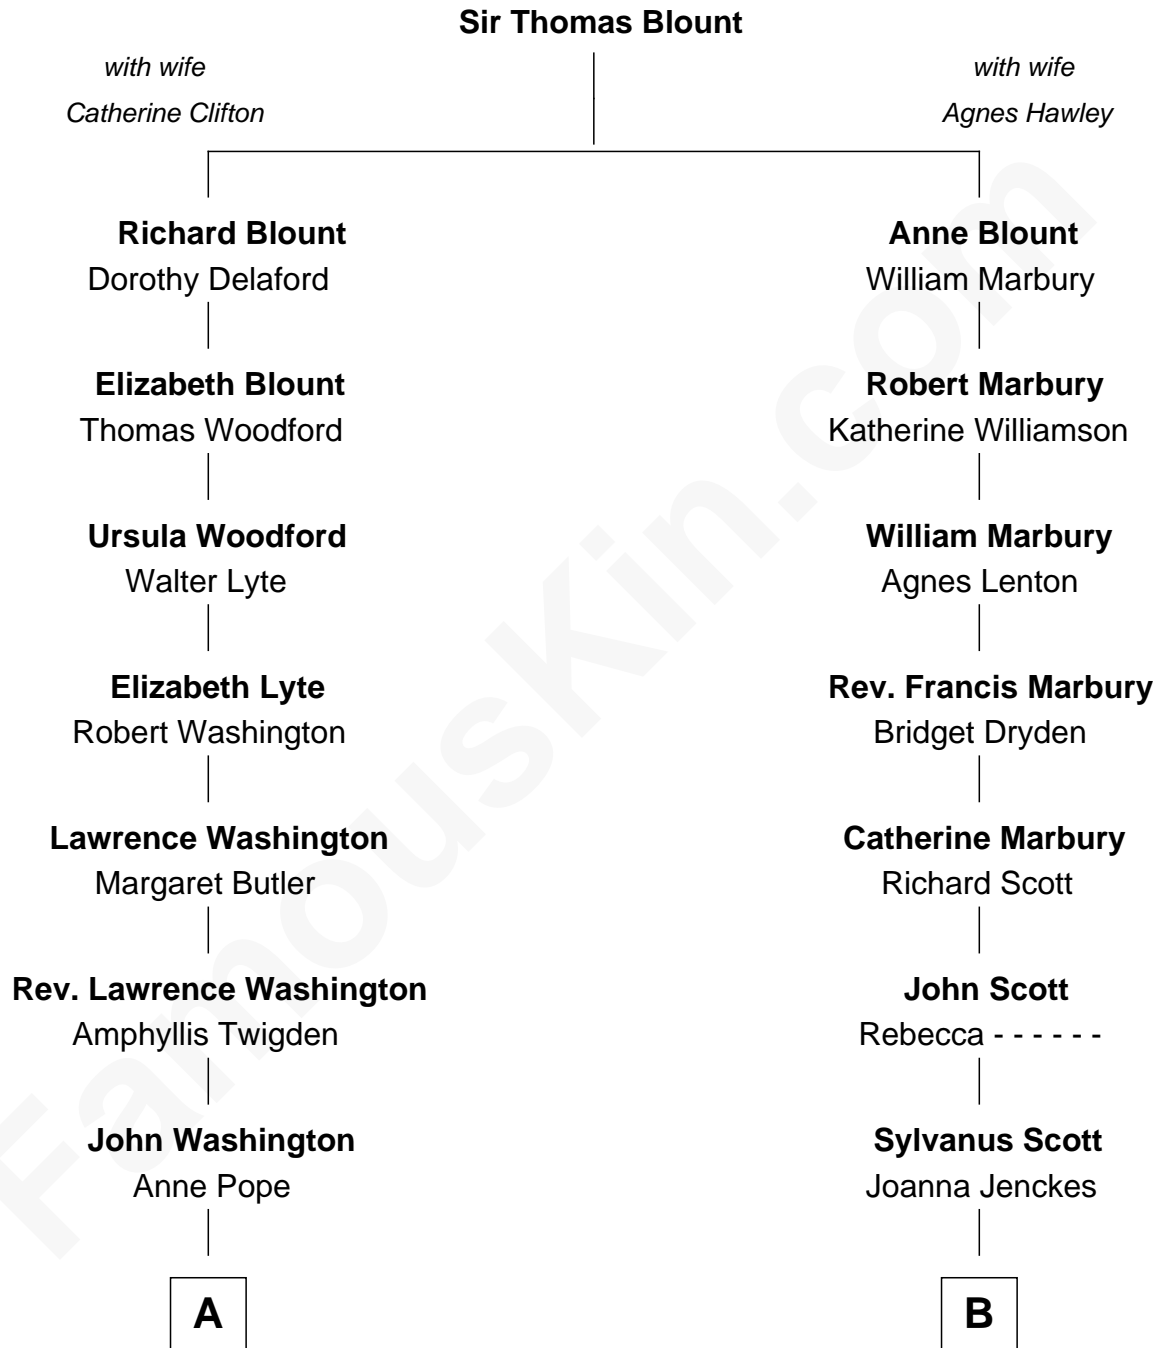 Sir Thomas Blount
with wife
Catherine Clifton
with wife
Agnes Hawley
Richard Blount
Dorothy Delaford
Anne Blount
William Marbury
Elizabeth Blount
Thomas Woodford
Robert Marbury
Katherine Williamson
Ursula Woodford
Walter Lyte
William Marbury
Agnes Lenton
Elizabeth Lyte
Robert Washington
Rev. Francis Marbury
Bridget Dryden
Lawrence Washington
Margaret Butler
Catherine Marbury
Richard Scott
Rev. Lawrence Washington
Amphyllis Twigden
John Scott
Rebecca - - - - - -
John Washington
Anne Pope
Sylvanus Scott
Joanna Jenckes
A
B
FamousKin.com